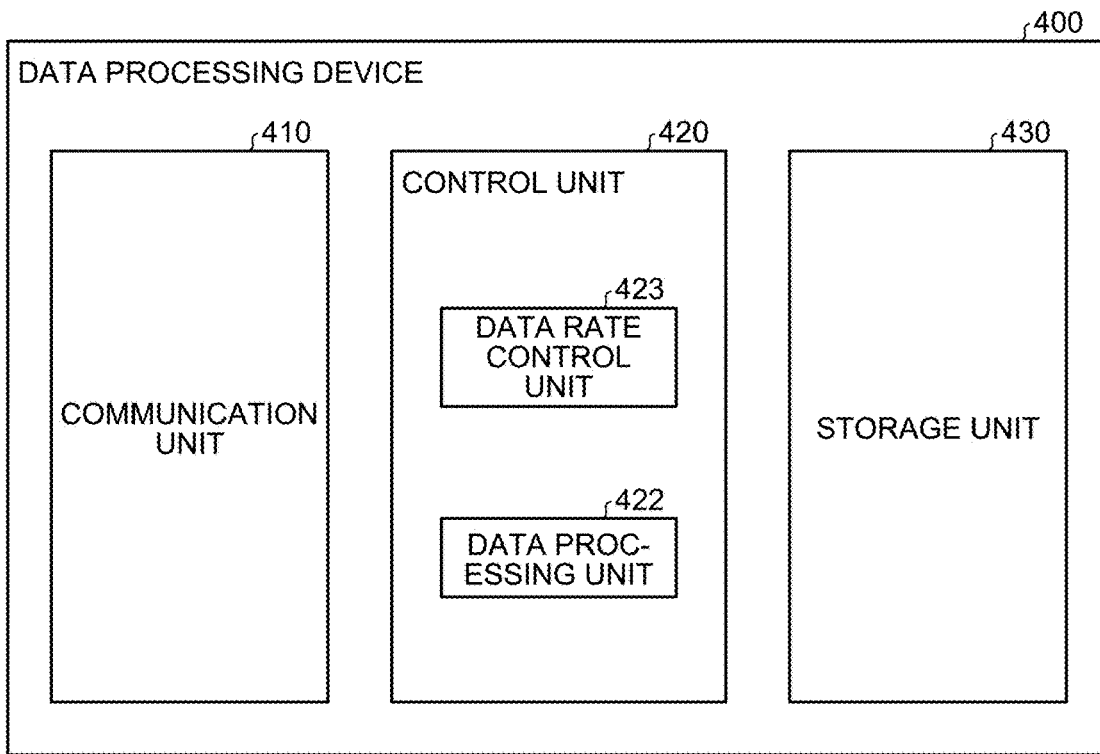 400
DATA PROCESSING DEVICE
410
COMMUNICATION
UNIT
420
CONTROL UNIT
423
DATA RATE
CONTROL
UNIT
422
DATA PROC-
ESSING UNIT
430
STORAGE UNIT